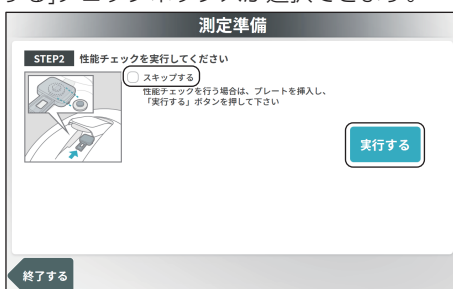 する]チェックボックスが選択できます。
測定準備
STEP2 性能チェックを実行してください
スキップする
性能チェックを行う場合は、プレートを挿入し、
「実行する」ボタンを押して下さい
実行する
終了する